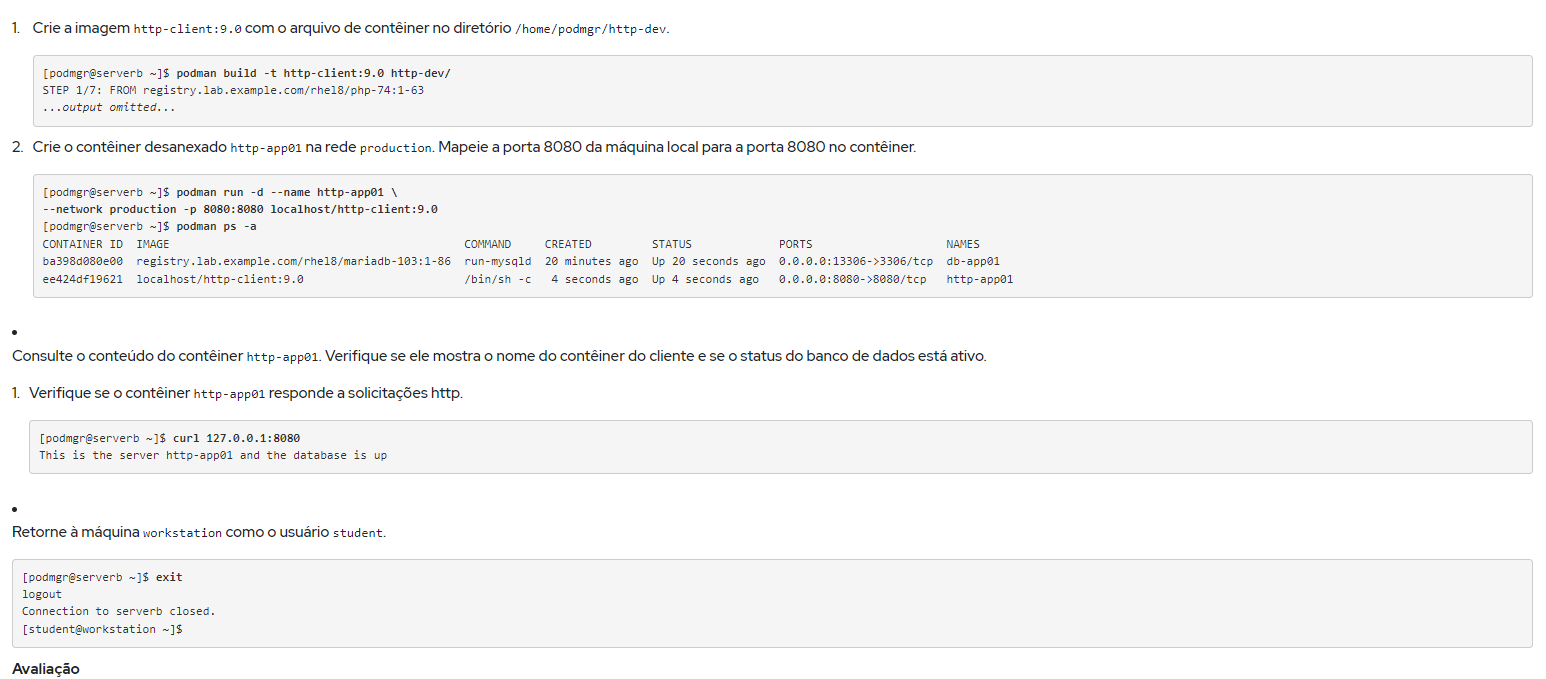 1. Crie a imagem http-client:9.0 com o arquivo de contêiner no diretório /home/podmgr/http-dev.
[podmgr@serverb ~]$ podman build -t http-client:9.0 http-dev/
STEP 1/7: FROM registry.lab.example.com/rhel8/php-74:1-63
...output omitted...
2. Crie o contêiner desanexado http-app01 na rede production. Mapeie a porta 8080 da máquina local para a porta 8080 no contêiner.
[podmgr@serverb ~]$ podman run -d --name http-app01 \
--network production -p 8080:8080 localhost/http-client:9.0
[podmgr@serverb ~]$ podman ps -a
CONTAINER ID  IMAGE                                          COMMAND     CREATED         STATUS             PORTS                    NAMES
ba398d080e00  registry.lab.example.com/rhel8/mariadb-103:1-86  run-mysqld  20 minutes ago  Up 20 seconds ago  0.0.0.0:13306->3306/tcp  db-app01
ee424df19621  localhost/http-client:9.0                        /bin/sh -c   4 seconds ago  Up 4 seconds ago   0.0.0.0:8080->8080/tcp   http-app01
•
Consulte o conteúdo do contêiner http-app01. Verifique se ele mostra o nome do contêiner do cliente e se o status do banco de dados está ativo.
1. Verifique se o contêiner http-app01 responde a solicitações http.
[podmgr@serverb ~]$ curl 127.0.0.1:8080
This is the server http-app01 and the database is up
•
Retorne à máquina workstation como o usuário student.
[podmgr@serverb ~]$ exit
logout
Connection to serverb closed.
[student@workstation ~]$
Avaliação